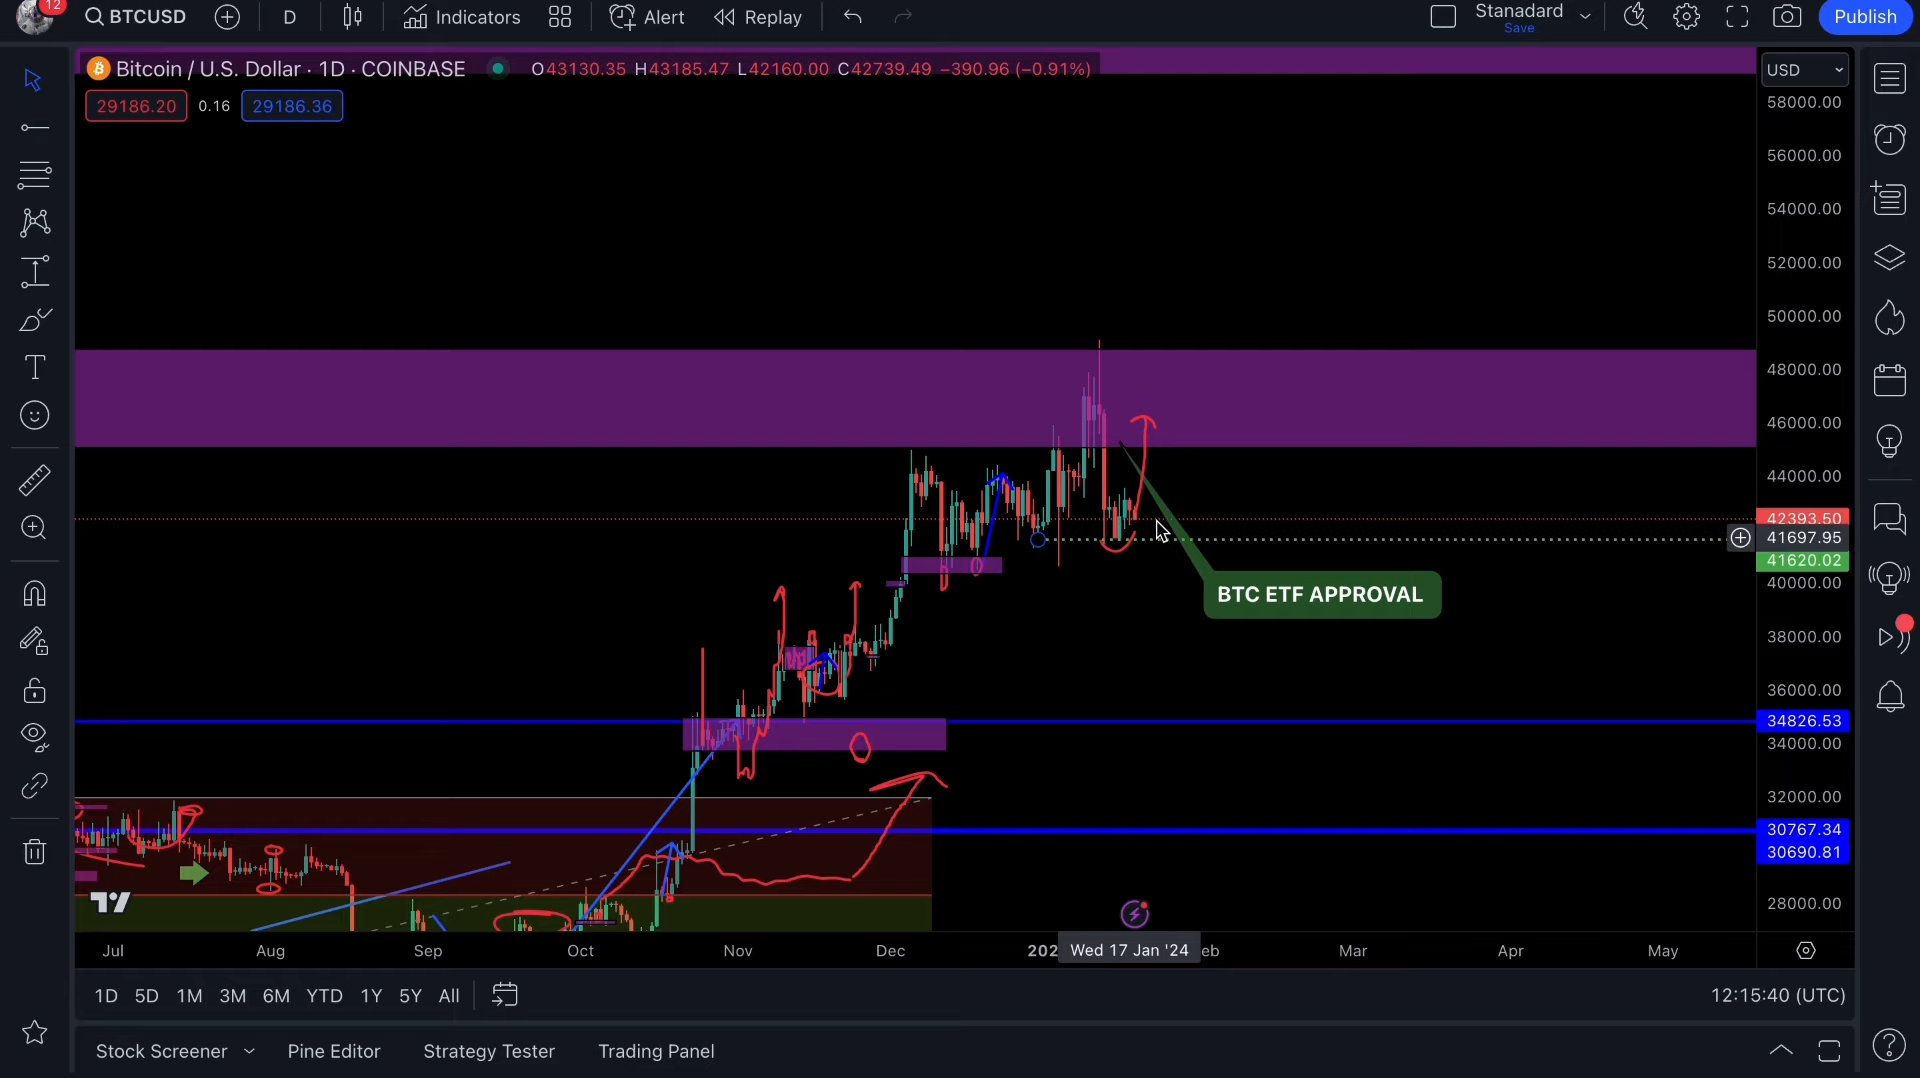 12
BTCUSD
D
Indicators
Alert
Replay
Stanadard
Save
Publish
Bitcoin / U.S. Dollar · 1D · COINBASE
O43130.35 H43185.47 L42160.00 C42739.49 −390.96 (−0.91%)
USD
29186.20
0.16
29186.36
58000.00
56000.00
54000.00
52000.00
50000.00
48000.00
46000.00
44000.00
42393.50
41697.95
41620.02
40000.00
BTC ETF APPROVAL
38000.00
36000.00
34826.53
34000.00
32000.00
30767.34
30690.81
28000.00
Jul Aug Sep Oct Nov Dec 202 Wed 17 Jan '24 eb Mar Apr May
1D 5D 1M 3M 6M YTD 1Y 5Y All
12:15:40 (UTC)
Stock Screener Pine Editor Strategy Tester Trading Panel